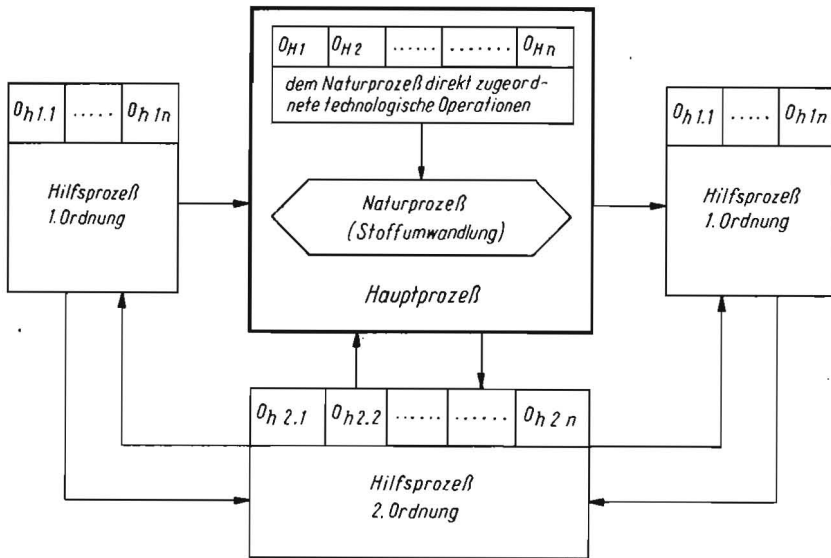 O_H1 O_H2 ...... ....... O_Hn
dem Naturprozeß direkt zugeord-
nete technologische Operationen
Naturprozeß
(Stoffumwandlung)
Hauptprozeß
O_h1.1 ..... O_h1n
Hilfsprozeß
1. Ordnung
O_h1.1 ..... O_h1n
Hilfsprozeß
1. Ordnung
O_h2.1 O_h2.2 ...... ...... O_h2n
Hilfsprozeß
2. Ordnung